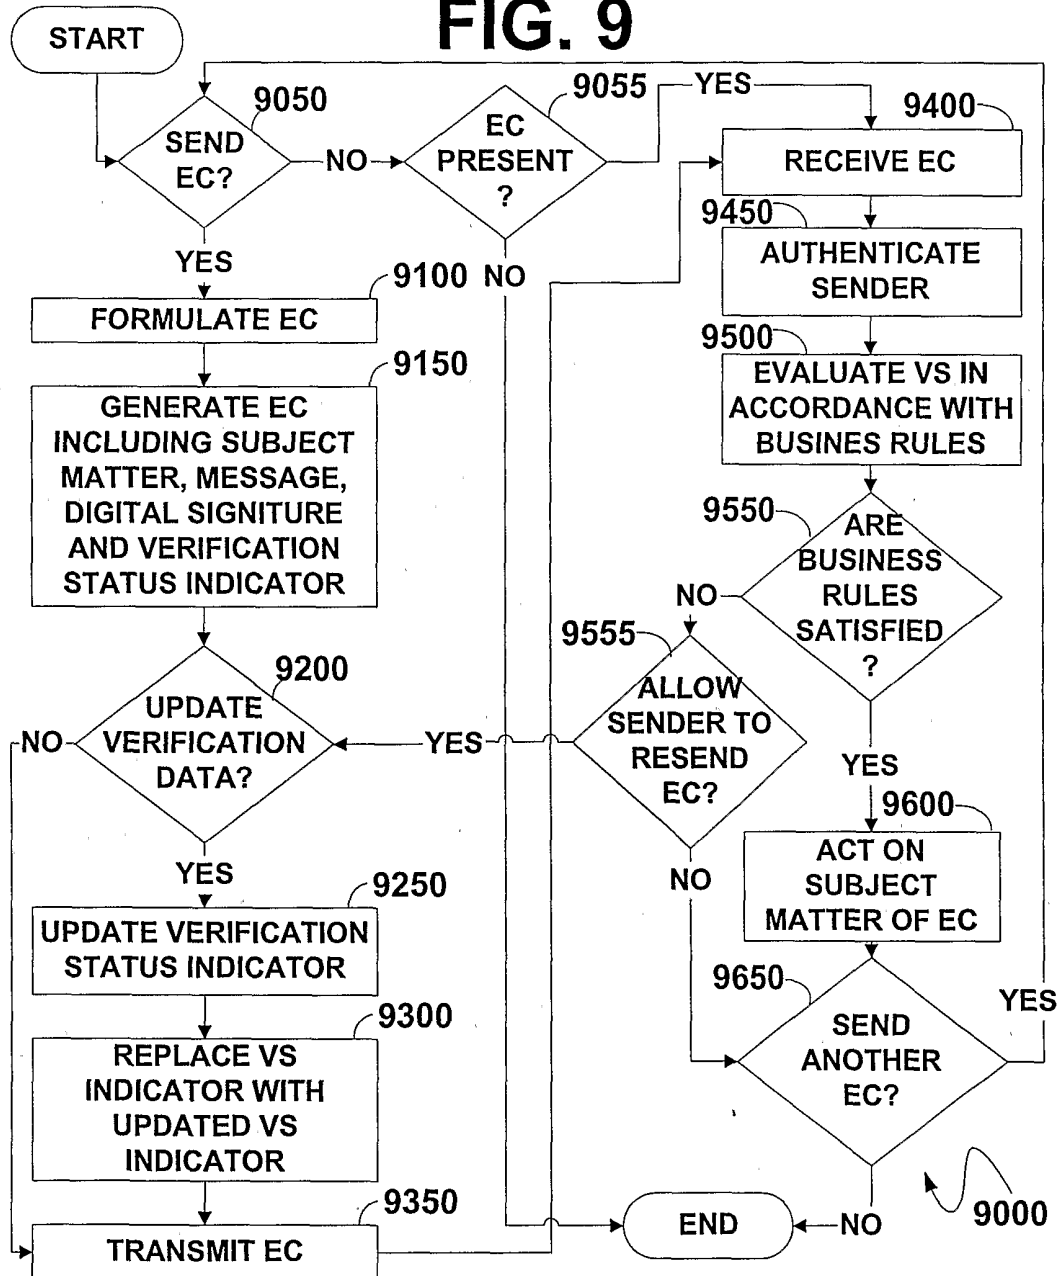 FIG. 9
START
9050
SEND
EC?
NO
9055
EC
PRESENT
?
YES
9400
RECEIVE EC
9450
AUTHENTICATE
SENDER
YES
9100
NO
FORMULATE EC
9500
EVALUATE VS IN
ACCORDANCE WITH
BUSINES RULES
9150
GENERATE EC
INCLUDING SUBJECT
MATTER, MESSAGE,
DIGITAL SIGNITURE
AND VERIFICATION
STATUS INDICATOR
9550
ARE
BUSINESS
RULES
SATISFIED
?
NO
9555
ALLOW
SENDER TO
RESEND
EC?
YES
9200
UPDATE
VERIFICATION
DATA?
NO
YES
9600
ACT ON
SUBJECT
MATTER OF EC
NO
YES
9250
UPDATE VERIFICATION
STATUS INDICATOR
9650
SEND
ANOTHER
EC?
YES
9300
REPLACE VS
INDICATOR WITH
UPDATED VS
INDICATOR
9350
TRANSMIT EC
END
NO
9000